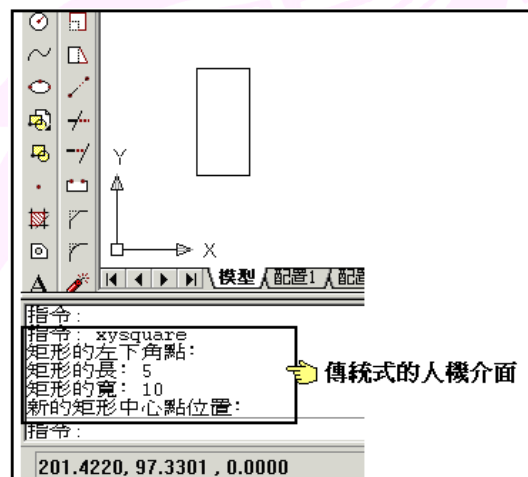 Y
X
模型 配置1 配置
A
指令:
指令: xysquare
矩形的左下角點:
矩形的長: 5
矩形的寬: 10
新的矩形中心點位置:
傳統式的人機介面
指令:
201.4220, 97.3301 , 0.0000